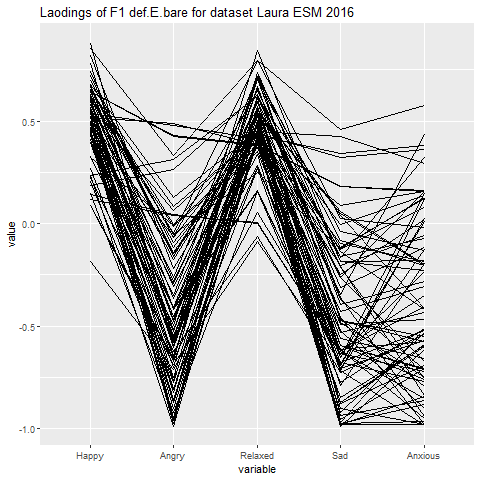 Laodings of F1 def.E.bare for dataset Laura ESM 2016
value
0.5
0.0
-0.5
-1.0
Happy Angry Relaxed Sad Anxious
variable